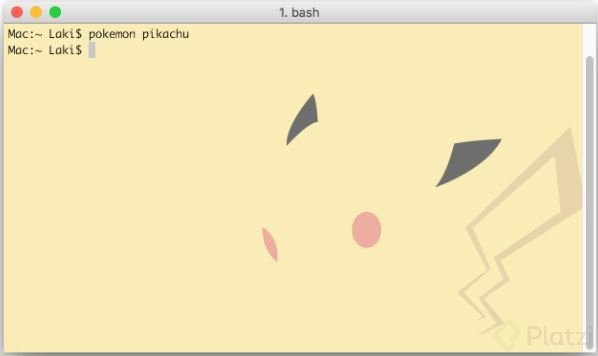 1. bash
Mac:~ Laki$ pokemon pikachu
Mac:~ Laki$
Platzi